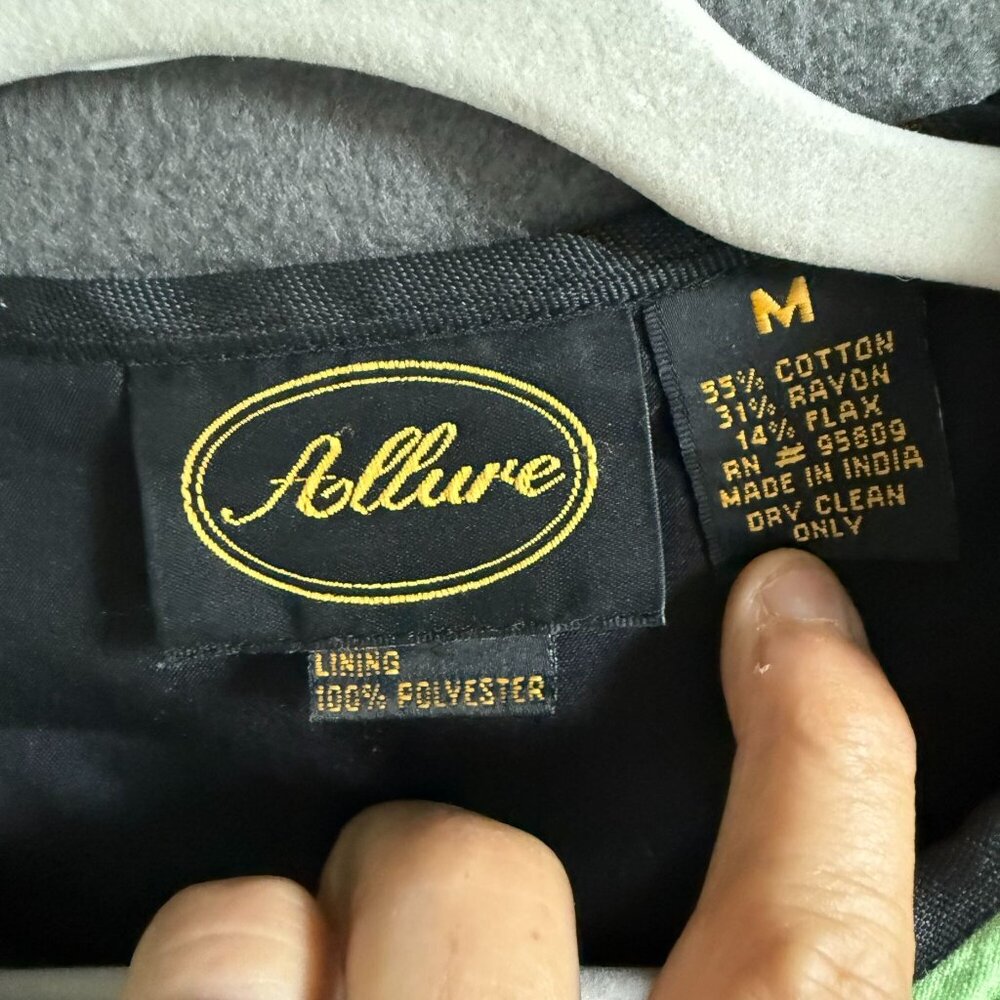 Allure
LINING
100% POLYESTER
M
55% COTTON
31% RAYON
14% FLAX
RN # 95809
MADE IN INDIA
DRY CLEAN
ONLY